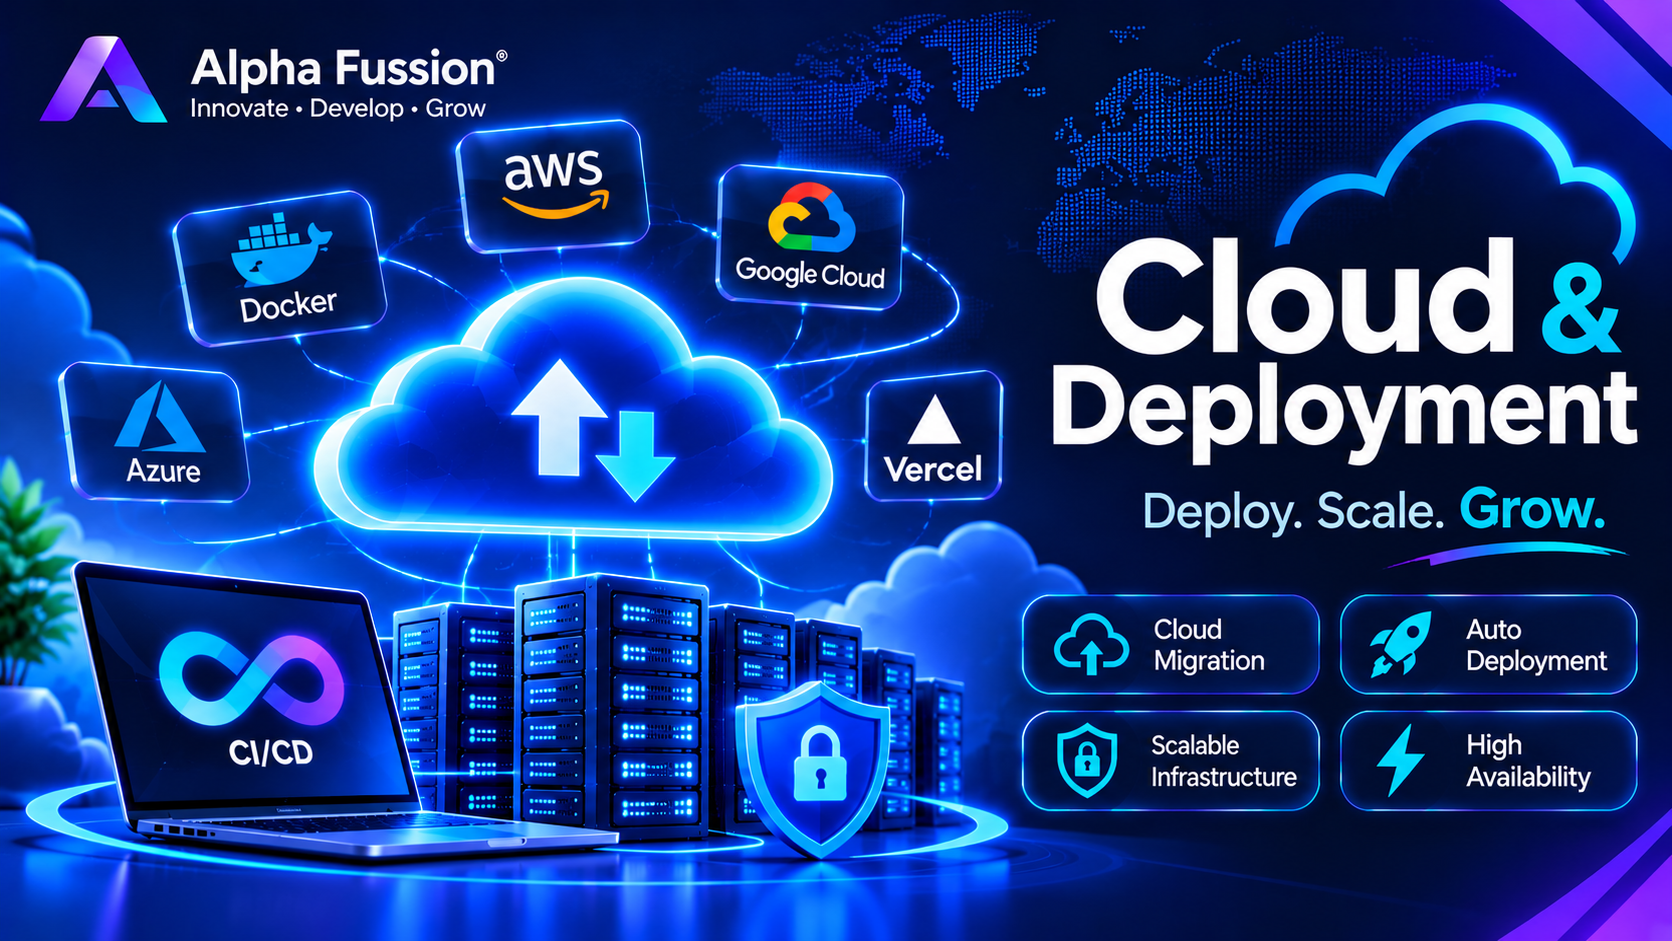 Alpha Fussion®
Innovate • Develop • Grow
aws
Docker
Google Cloud
Azure
Vercel
CI/CD
Cloud &
Deployment
Deploy. Scale. Grow.
Cloud
Migration
Auto
Deployment
Scalable
Infrastructure
High
Availability